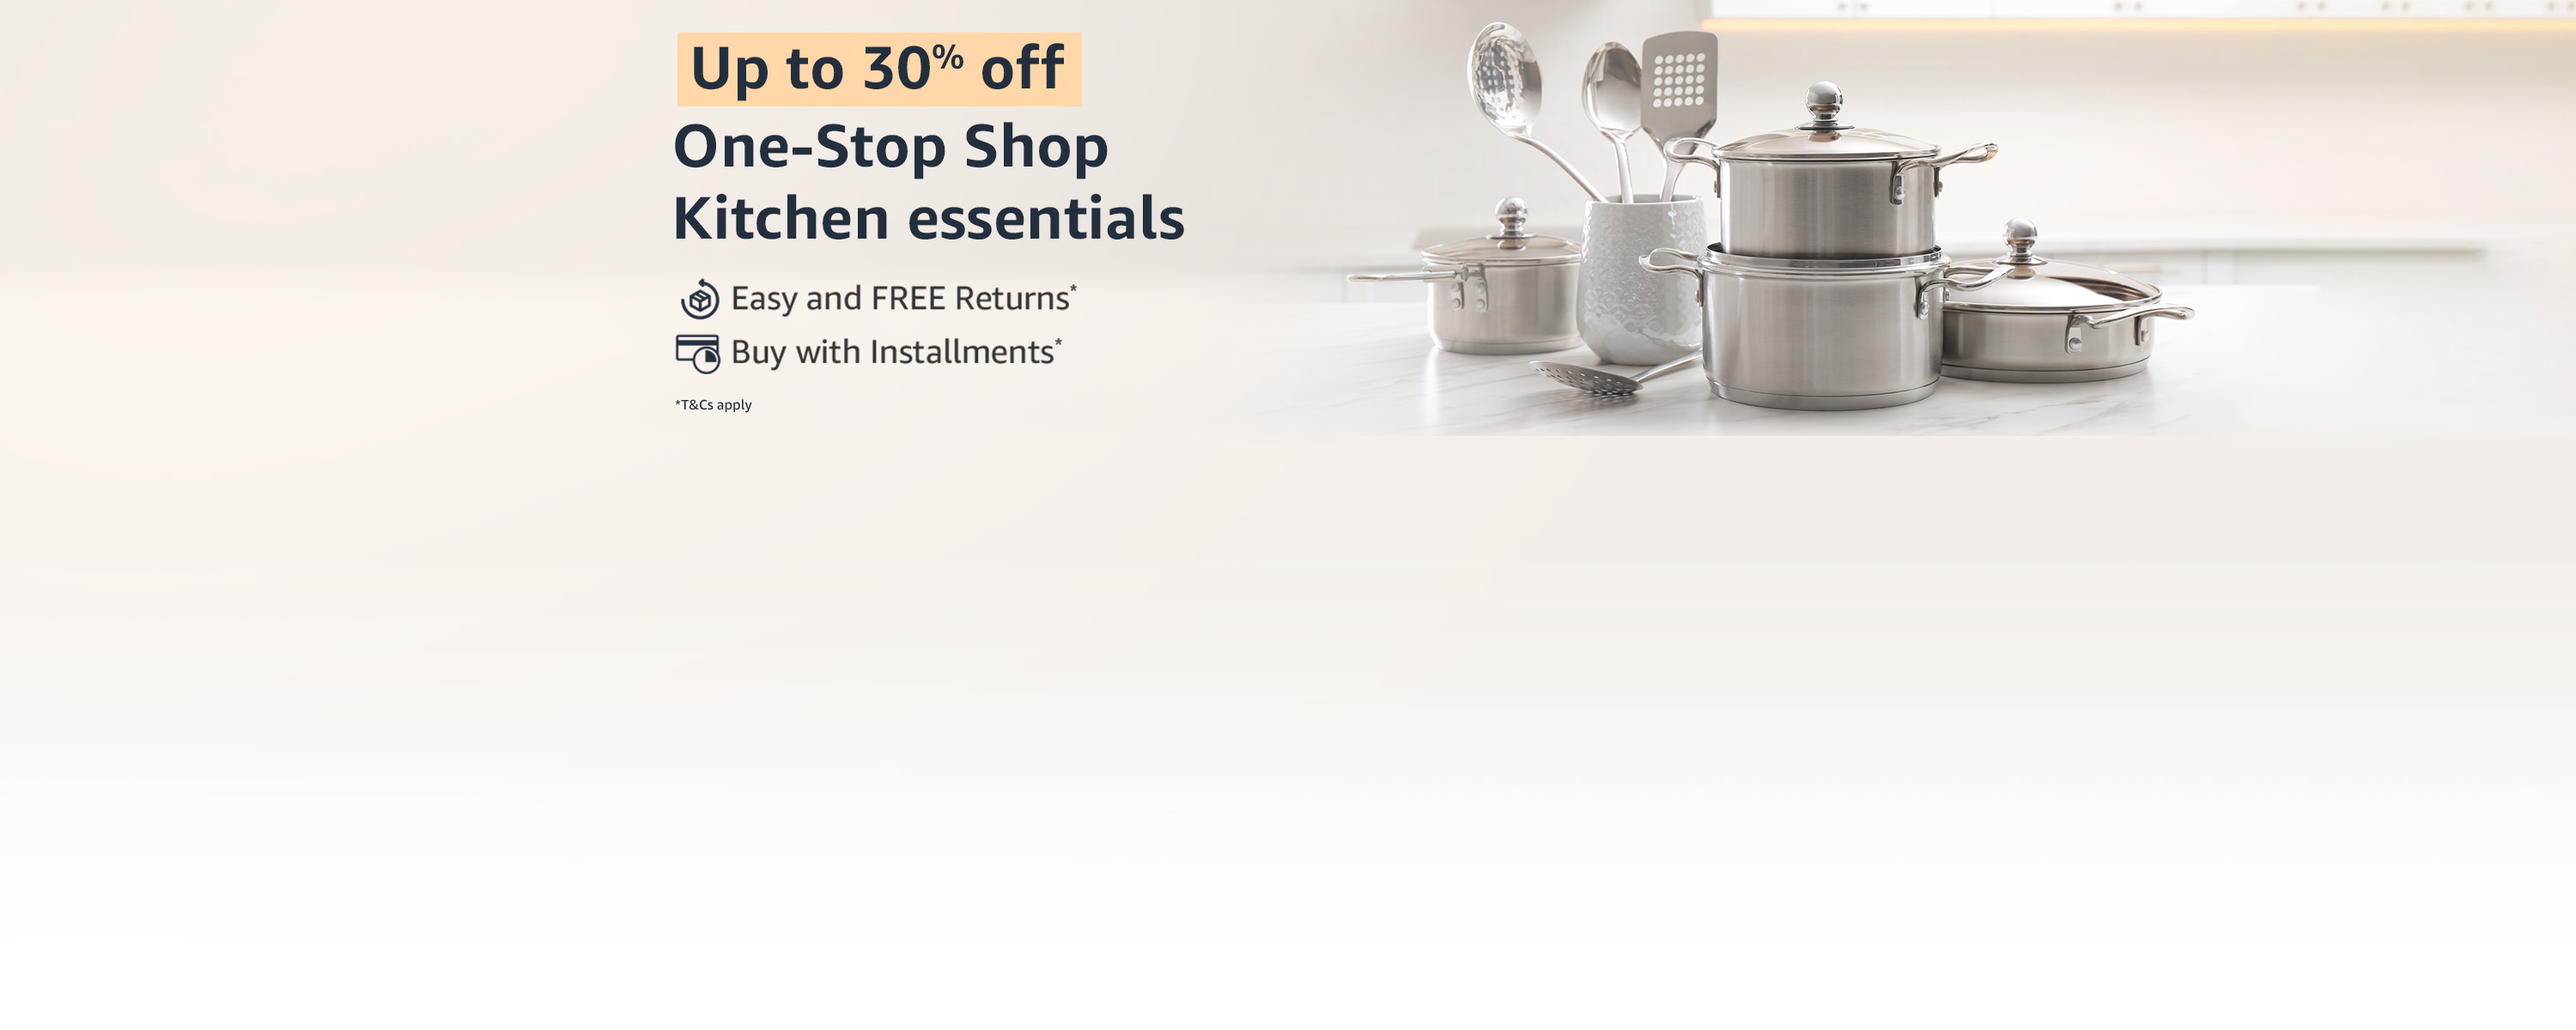 Up to 30% off
One-Stop Shop
Kitchen essentials
Easy and FREE Returns*
Buy with Installments*
*T&Cs apply